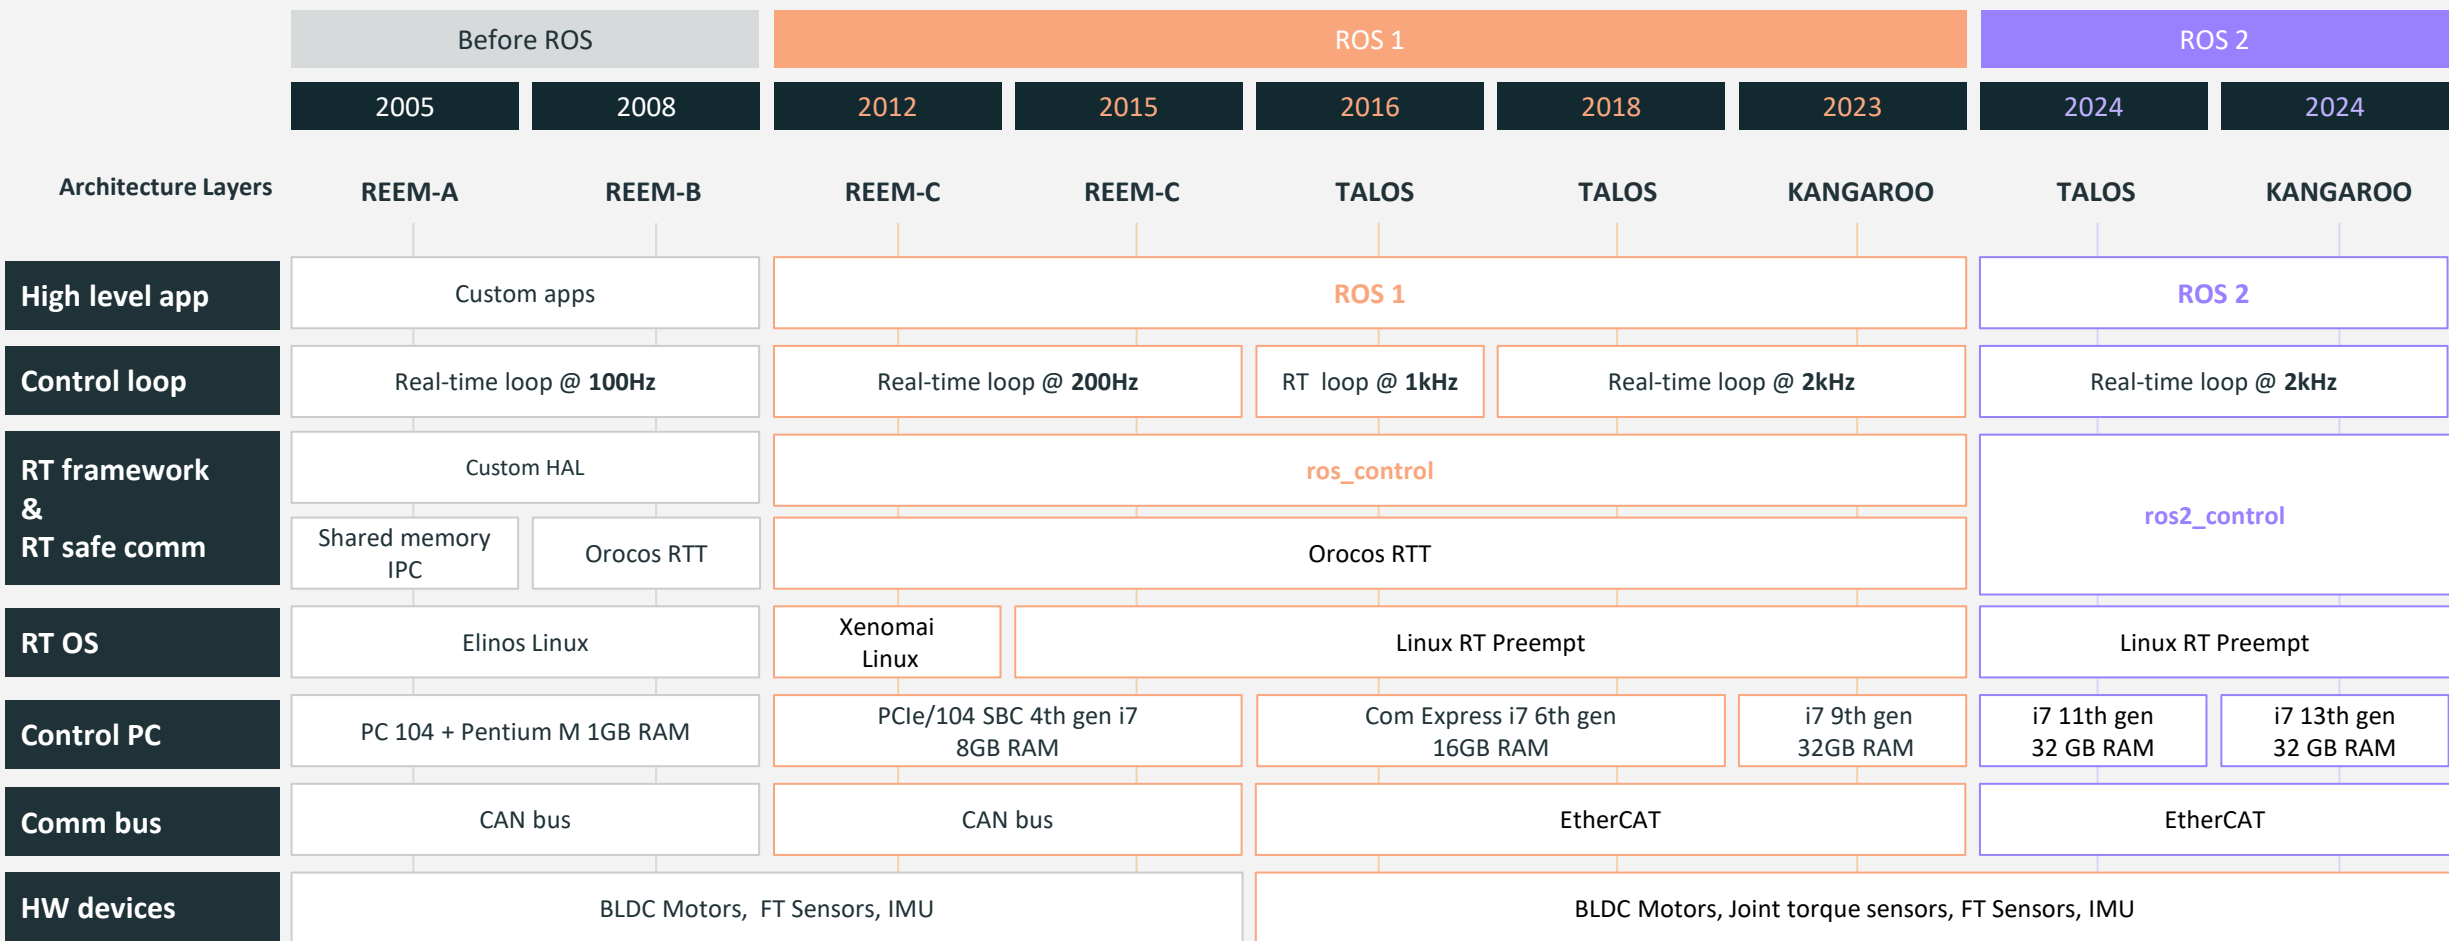 Before ROS
ROS 1
ROS 2
2005
2008
2012
2015
2016
2018
2023
2024
2024
Architecture Layers
REEM-A
REEM-B
REEM-C
REEM-C
TALOS
TALOS
KANGAROO
TALOS
KANGAROO
High level app
Custom apps
ROS 1
ROS 2
Control loop
Real-time loop @ 100Hz
Real-time loop @ 200Hz
RT loop @ 1kHz
Real-time loop @ 2kHz
Real-time loop @ 2kHz
RT framework
&
RT safe comm
Custom HAL
ros_control
ros2_control
Shared memory
IPC
Orocos RTT
Orocos RTT
RT OS
Elinos Linux
Xenomai
Linux
Linux RT Preempt
Linux RT Preempt
Control PC
PC 104 + Pentium M 1GB RAM
PCIe/104 SBC 4th gen i7
8GB RAM
Com Express i7 6th gen
16GB RAM
i7 9th gen
32GB RAM
i7 11th gen
32 GB RAM
i7 13th gen
32 GB RAM
Comm bus
CAN bus
CAN bus
EtherCAT
EtherCAT
HW devices
BLDC Motors, FT Sensors, IMU
BLDC Motors, Joint torque sensors, FT Sensors, IMU